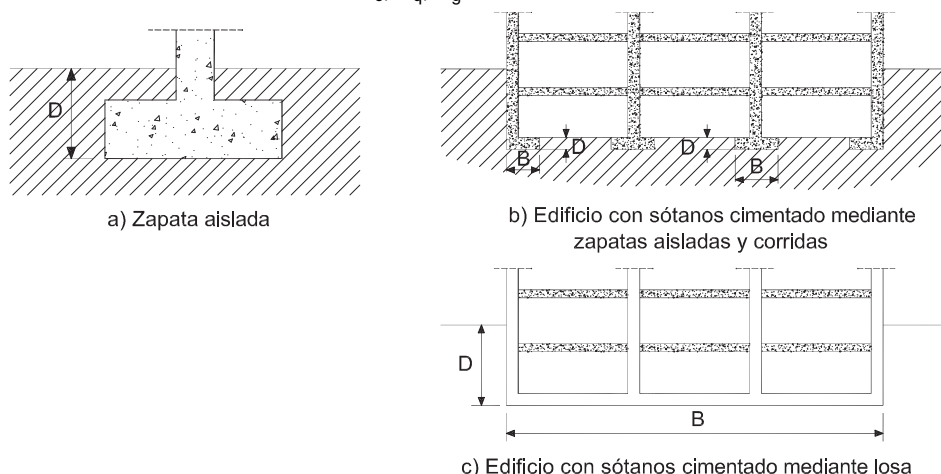 D
a) Zapata aislada
D
D
B
B
b) Edificio con sótanos cimentado mediante
zapatas aisladas y corridas
D
B
c) Edificio con sótanos cimentado mediante losa